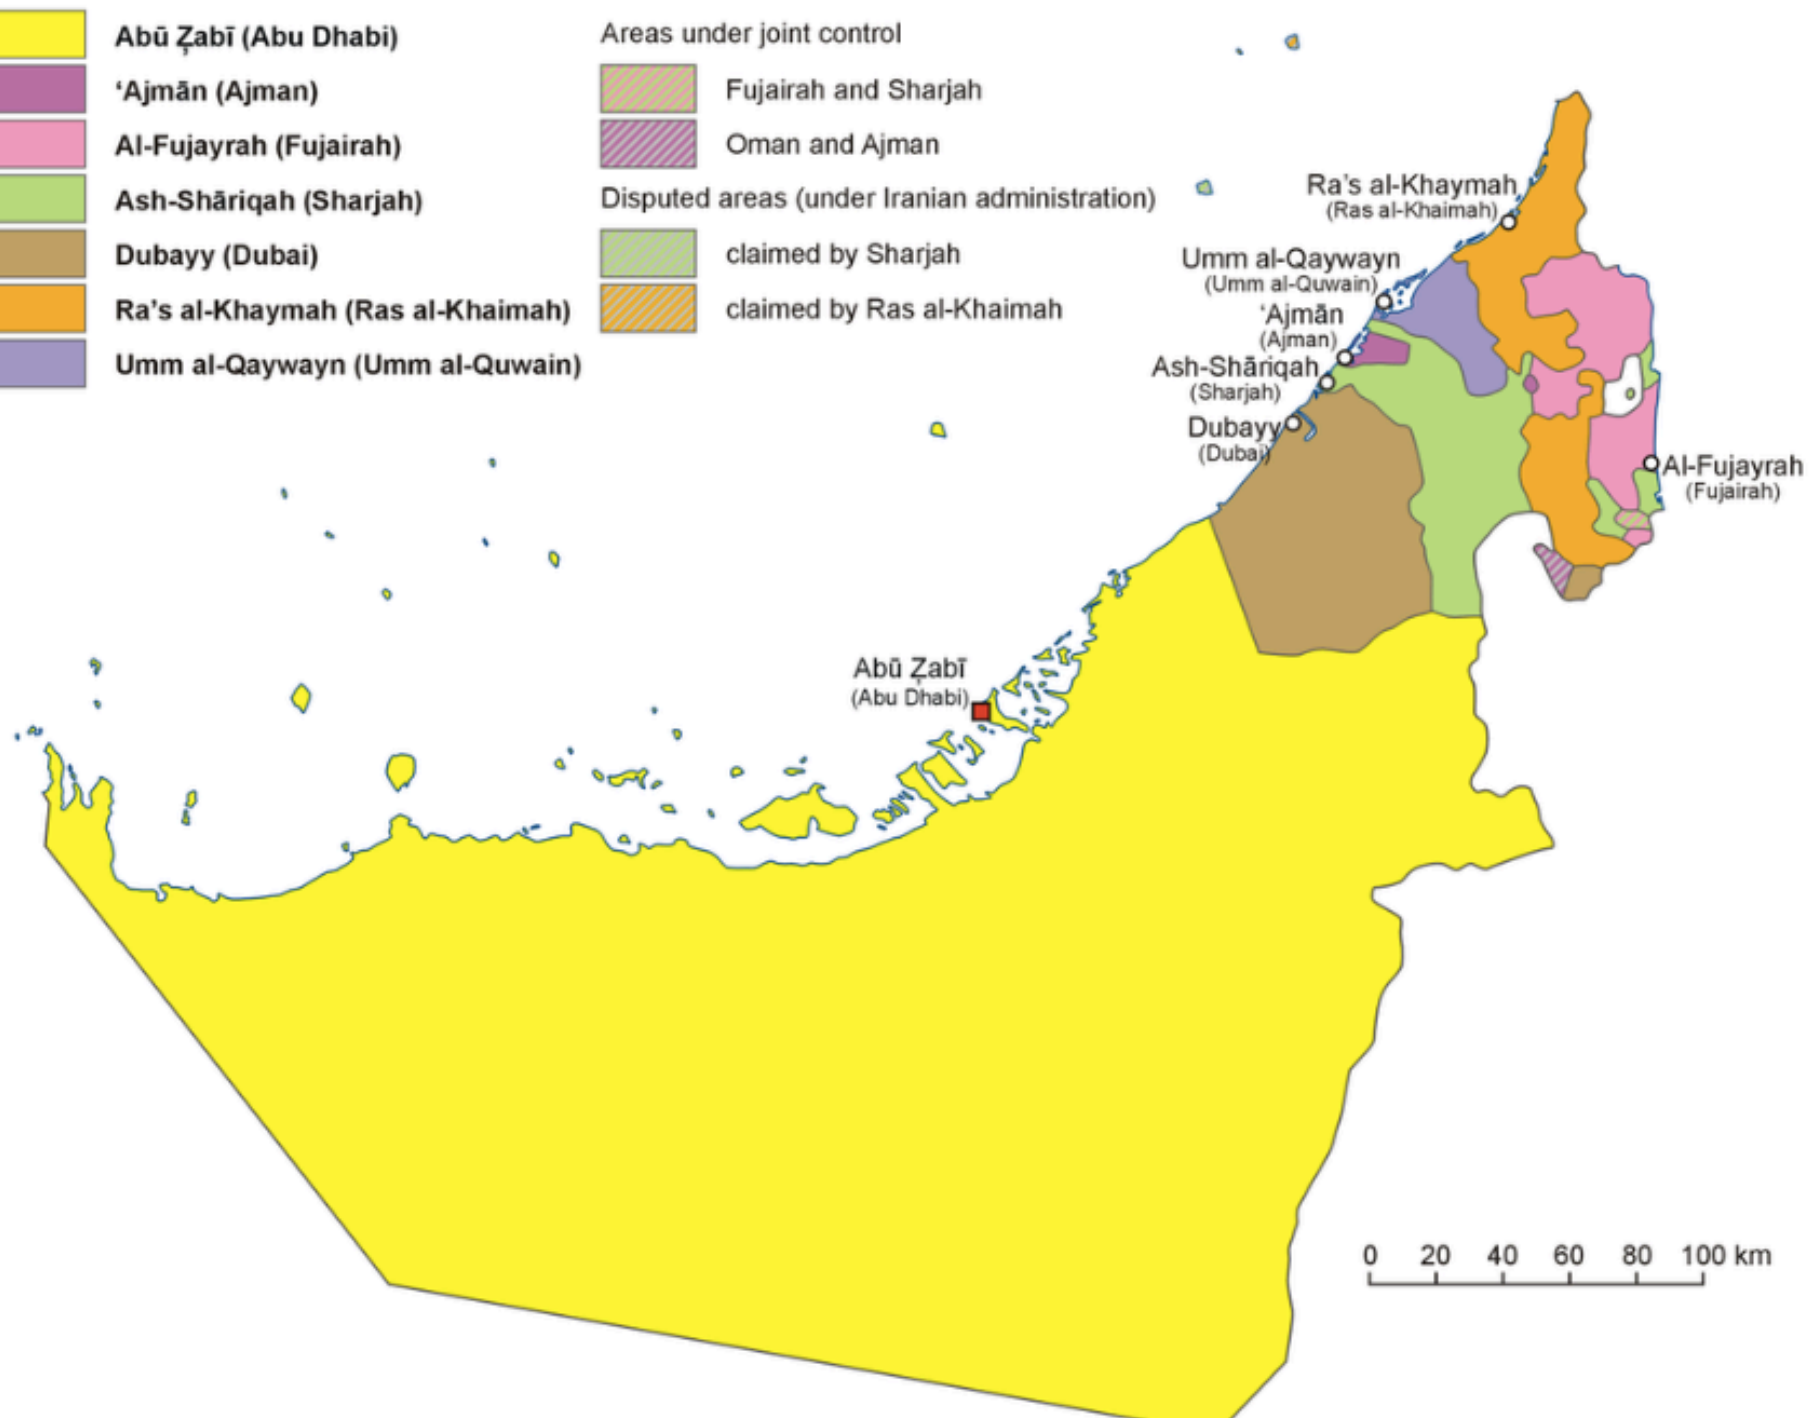 Abū Z̧abī (Abu Dhabi)
‘Ajmān (Ajman)
Al-Fujayrah (Fujairah)
Ash-Shāriqah (Sharjah)
Dubayy (Dubai)
Ra’s al-Khaymah (Ras al-Khaimah)
Umm al-Qaywayn (Umm al-Quwain)
Areas under joint control
Fujairah and Sharjah
Oman and Ajman
Disputed areas (under Iranian administration)
claimed by Sharjah
claimed by Ras al-Khaimah
Ra’s al-Khaymah
(Ras al-Khaimah)
Umm al-Qaywayn
(Umm al-Quwain)
‘Ajmān
(Ajman)
Ash-Shāriqah
(Sharjah)
Dubayy
(Dubai)
Al-Fujayrah
(Fujairah)
Abū Z̧abī
(Abu Dhabi)
0 20 40 60 80 100 km